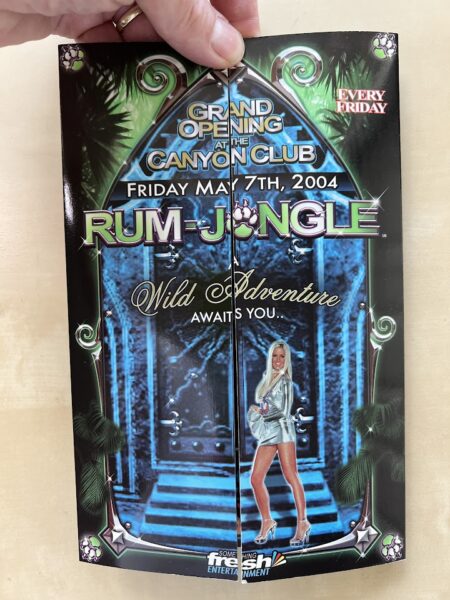 EVERY
FRIDAY
GRAND
OPENING
AT THE
CANYON CLUB
FRIDAY MAY 7TH, 2004
RUM-JUNGLE
A
Wild Adventure
AWAITS YOU..
SOMETHING
fresh
ENTERTAINMENT